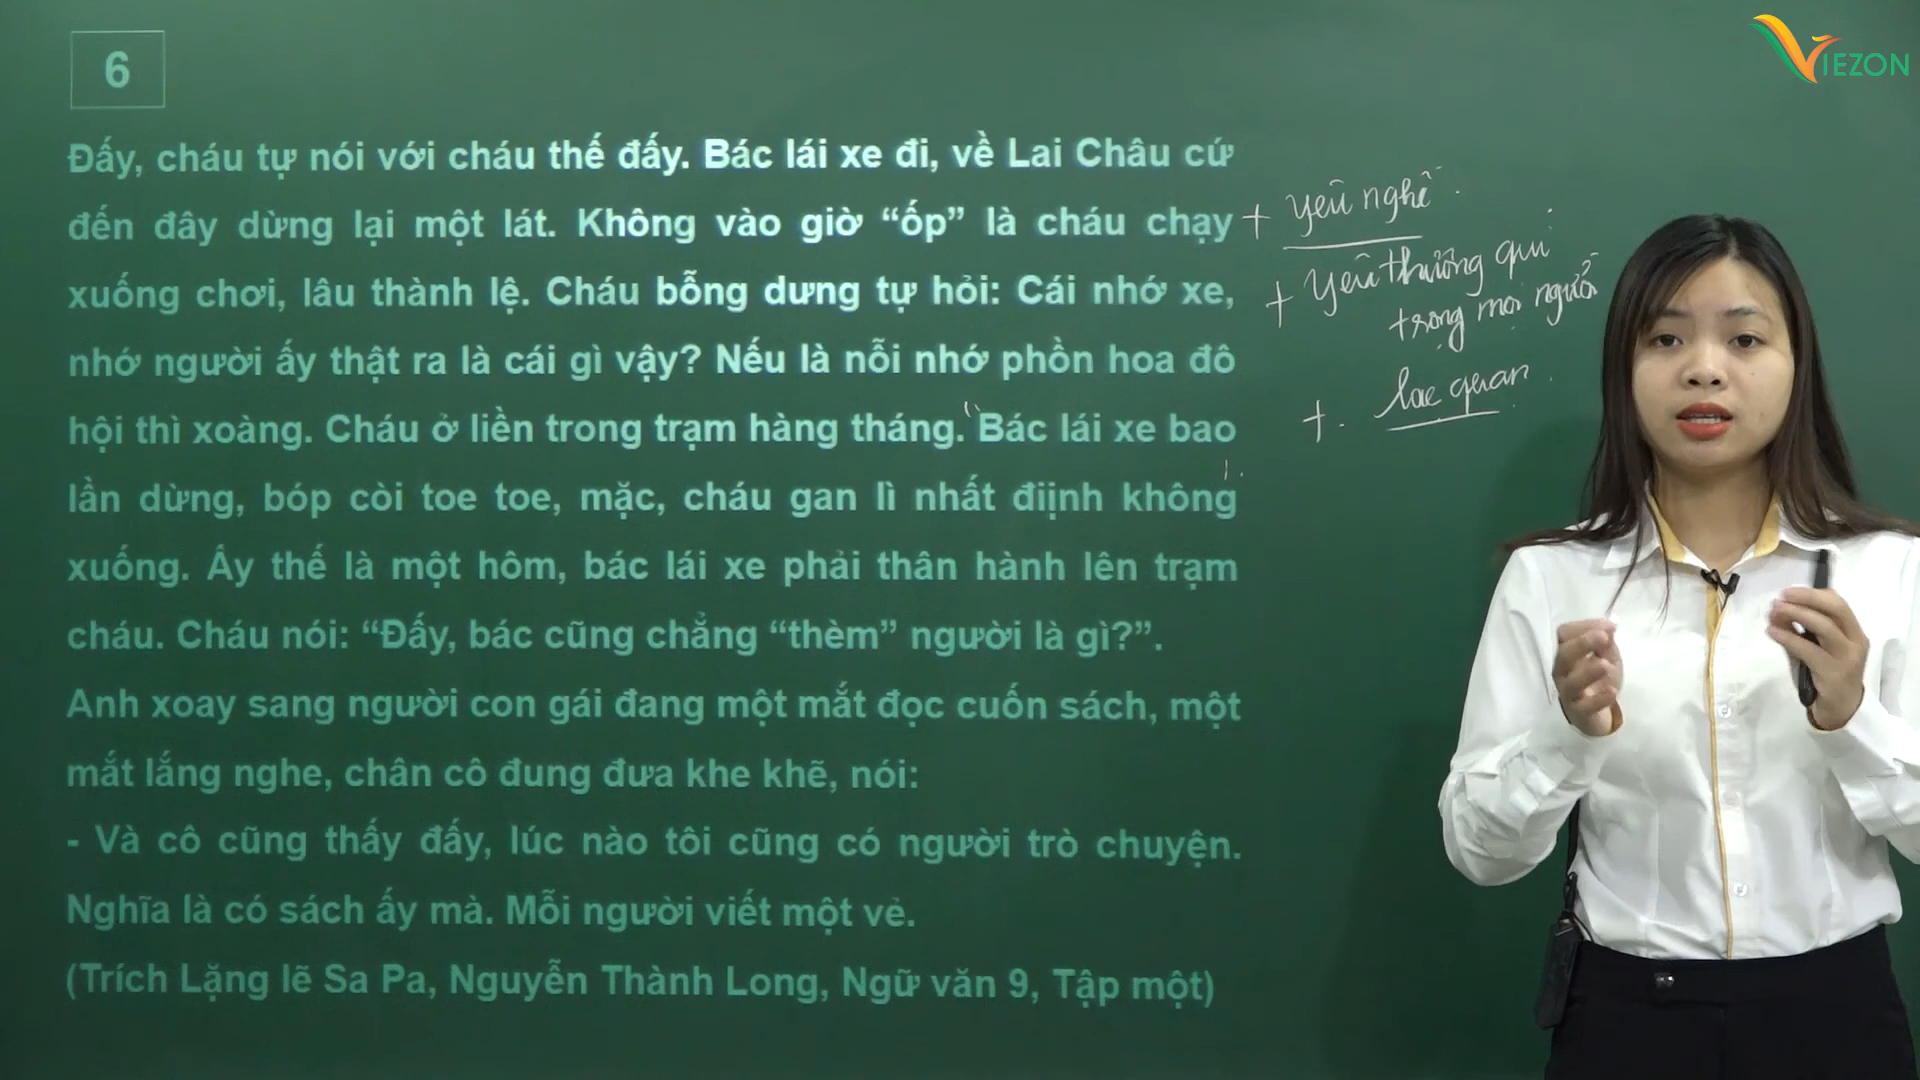 6
VIEZON
Đấy, cháu tự nói với cháu thế đấy. Bác lái xe đi, về Lai Châu cứ
đến đây dừng lại một lát. Không vào giờ “ốp” là cháu chạy
xuống chơi, lâu thành lệ. Cháu bỗng dưng tự hỏi: Cái nhớ xe,
nhớ người ấy thật ra là cái gì vậy? Nếu là nỗi nhớ phồn hoa đô
hội thì xoàng. Cháu ở liền trong trạm hàng tháng. Bác lái xe bao
lần dừng, bóp còi toe toe, mặc, cháu gan lì nhất điịnh không
xuống. Ấy thế là một hôm, bác lái xe phải thân hành lên trạm
cháu. Cháu nói: “Đấy, bác cũng chẳng “thèm” người là gì?”.
Anh xoay sang người con gái đang một mắt đọc cuốn sách, một
mắt lắng nghe, chân cô đung đưa khe khẽ, nói:
- Và cô cũng thấy đấy, lúc nào tôi cũng có người trò chuyện.
Nghĩa là có sách ấy mà. Mỗi người viết một vẻ.
(Trích Lặng lẽ Sa Pa, Nguyễn Thành Long, Ngữ văn 9, Tập một)
+ yêu nghề.
+ yêu thương quí
trọng mọi người
+. lạc quan.